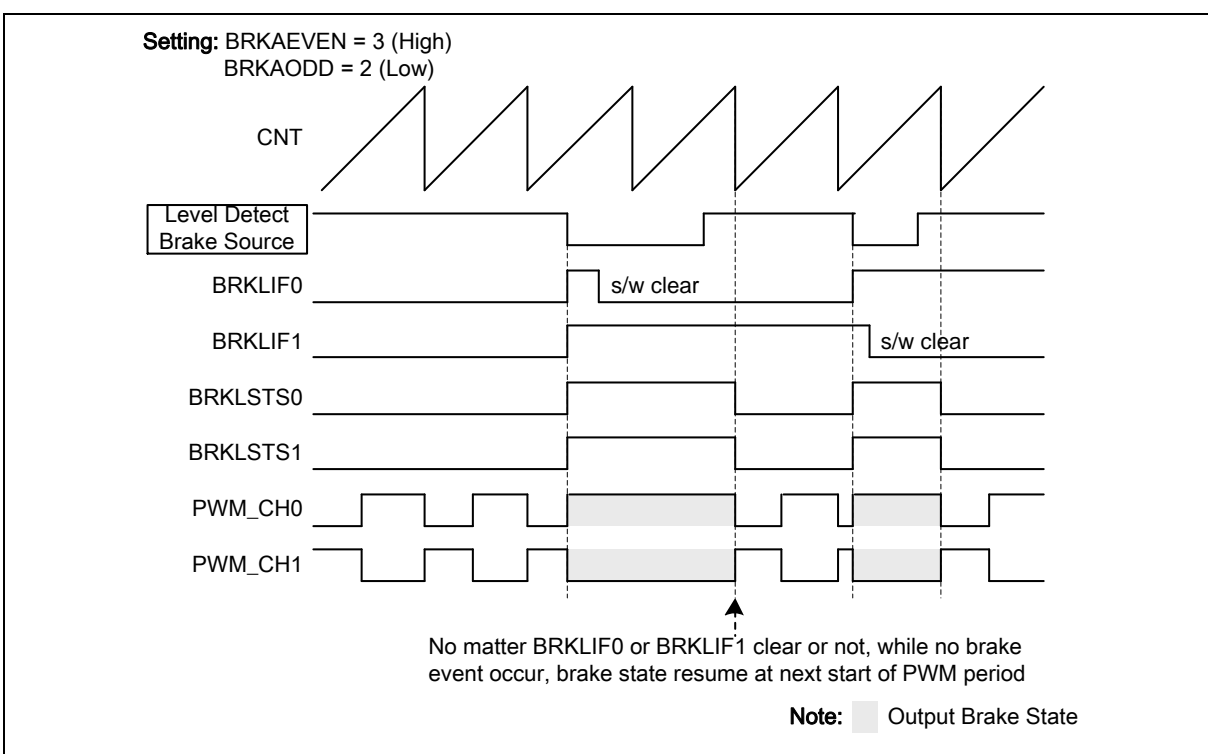 Setting: BRKAEVEN = 3 (High)
BRKAODD = 2 (Low)
CNT
Level Detect
Brake Source
BRKLIF0
s/w clear
BRKLIF1
s/w clear
BRKLSTS0
BRKLSTS1
PWM_CH0
PWM_CH1
No matter BRKLIF0 or BRKLIF1 clear or not, while no brake
event occur, brake state resume at next start of PWM period
Note: Output Brake State